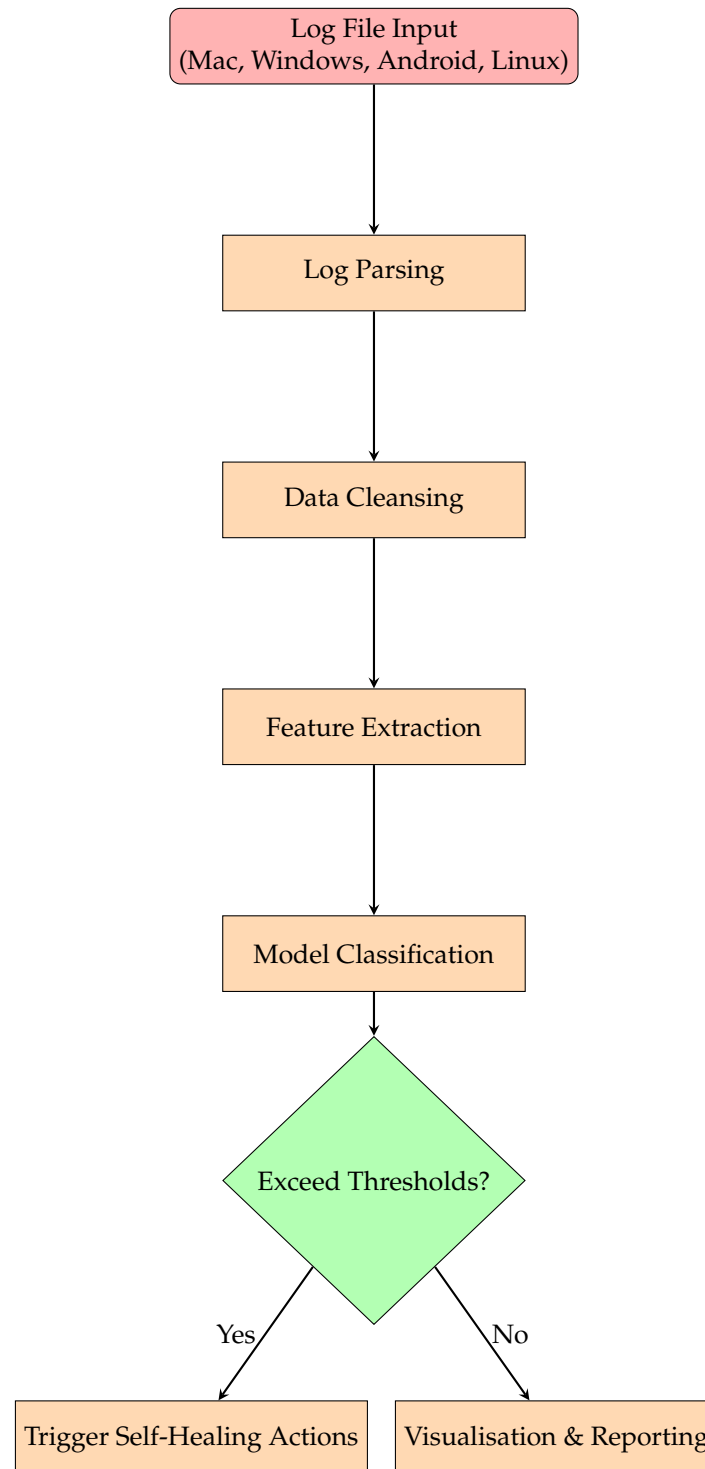 Log File Input
(Mac, Windows, Android, Linux)
Log Parsing
Data Cleansing
Feature Extraction
Model Classification
Exceed Thresholds?
Yes
No
Trigger Self-Healing Actions
Visualisation & Reporting